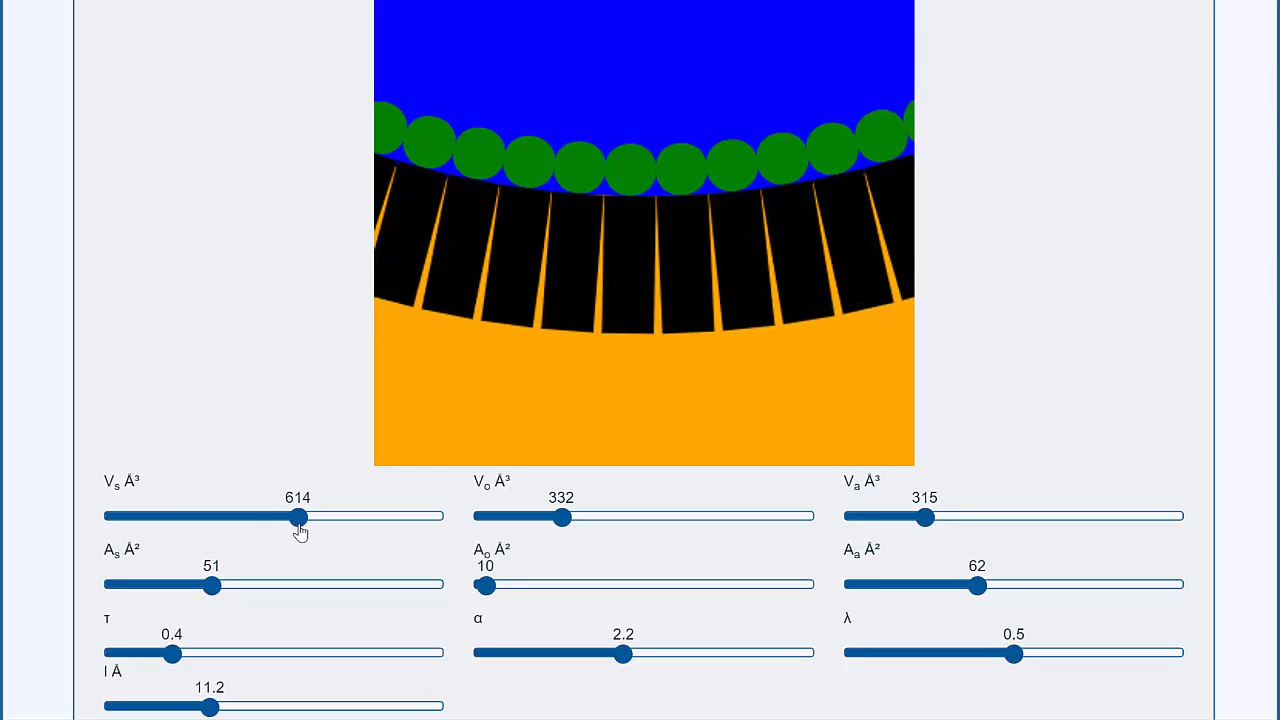 Vₛ Å³ Vₒ Å³ Vₐ Å³
614 332 315
Aₛ Å² Aₒ Å² Aₐ Å²
51 10 62
τ α λ
0.4 2.2 0.5
l Å
11.2